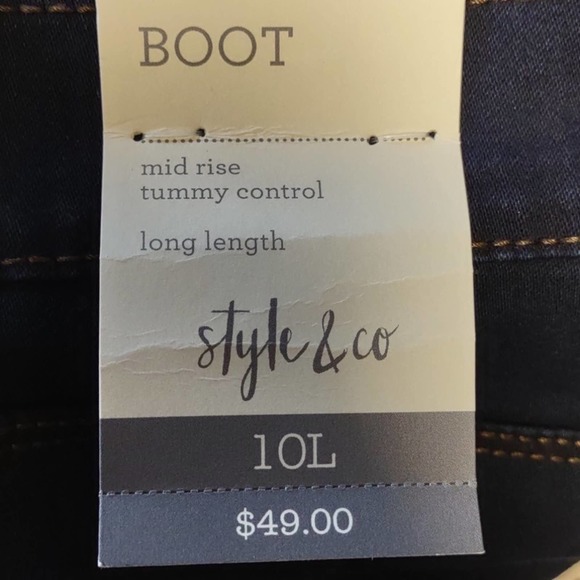 BOOT
mid rise
tummy control
long length
style & co
10L
$49.00